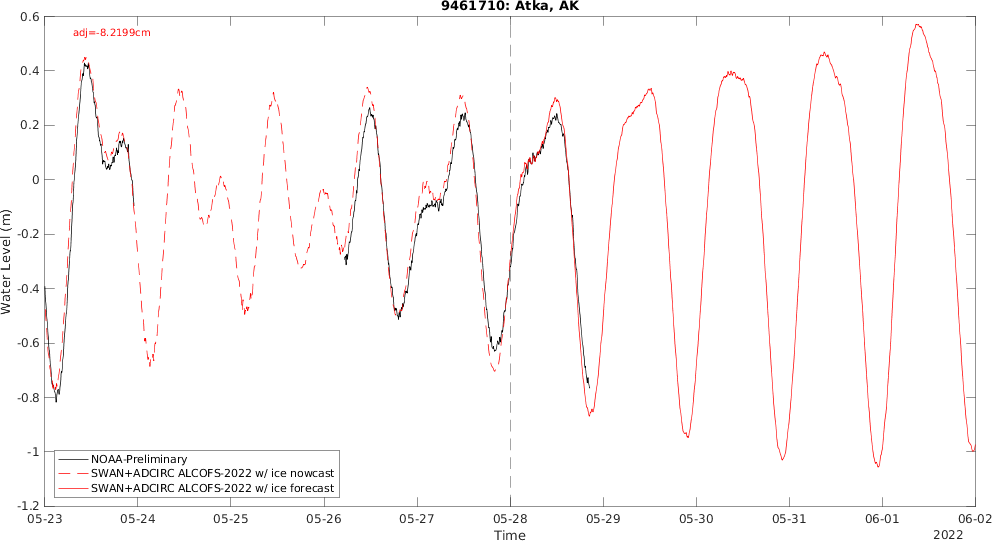 9461710: Atka, AK
adj=-8.2199cm
0.6
0.4
0.2
0
-0.2
-0.4
-0.6
-0.8
-1
-1.2
Water Level (m)
NOAA-Preliminary
SWAN+ADCIRC ALCOFS-2022 w/ ice nowcast
SWAN+ADCIRC ALCOFS-2022 w/ ice forecast
05-23 05-24 05-25 05-26 05-27 05-28 05-29 05-30 05-31 06-01 06-02
Time
2022